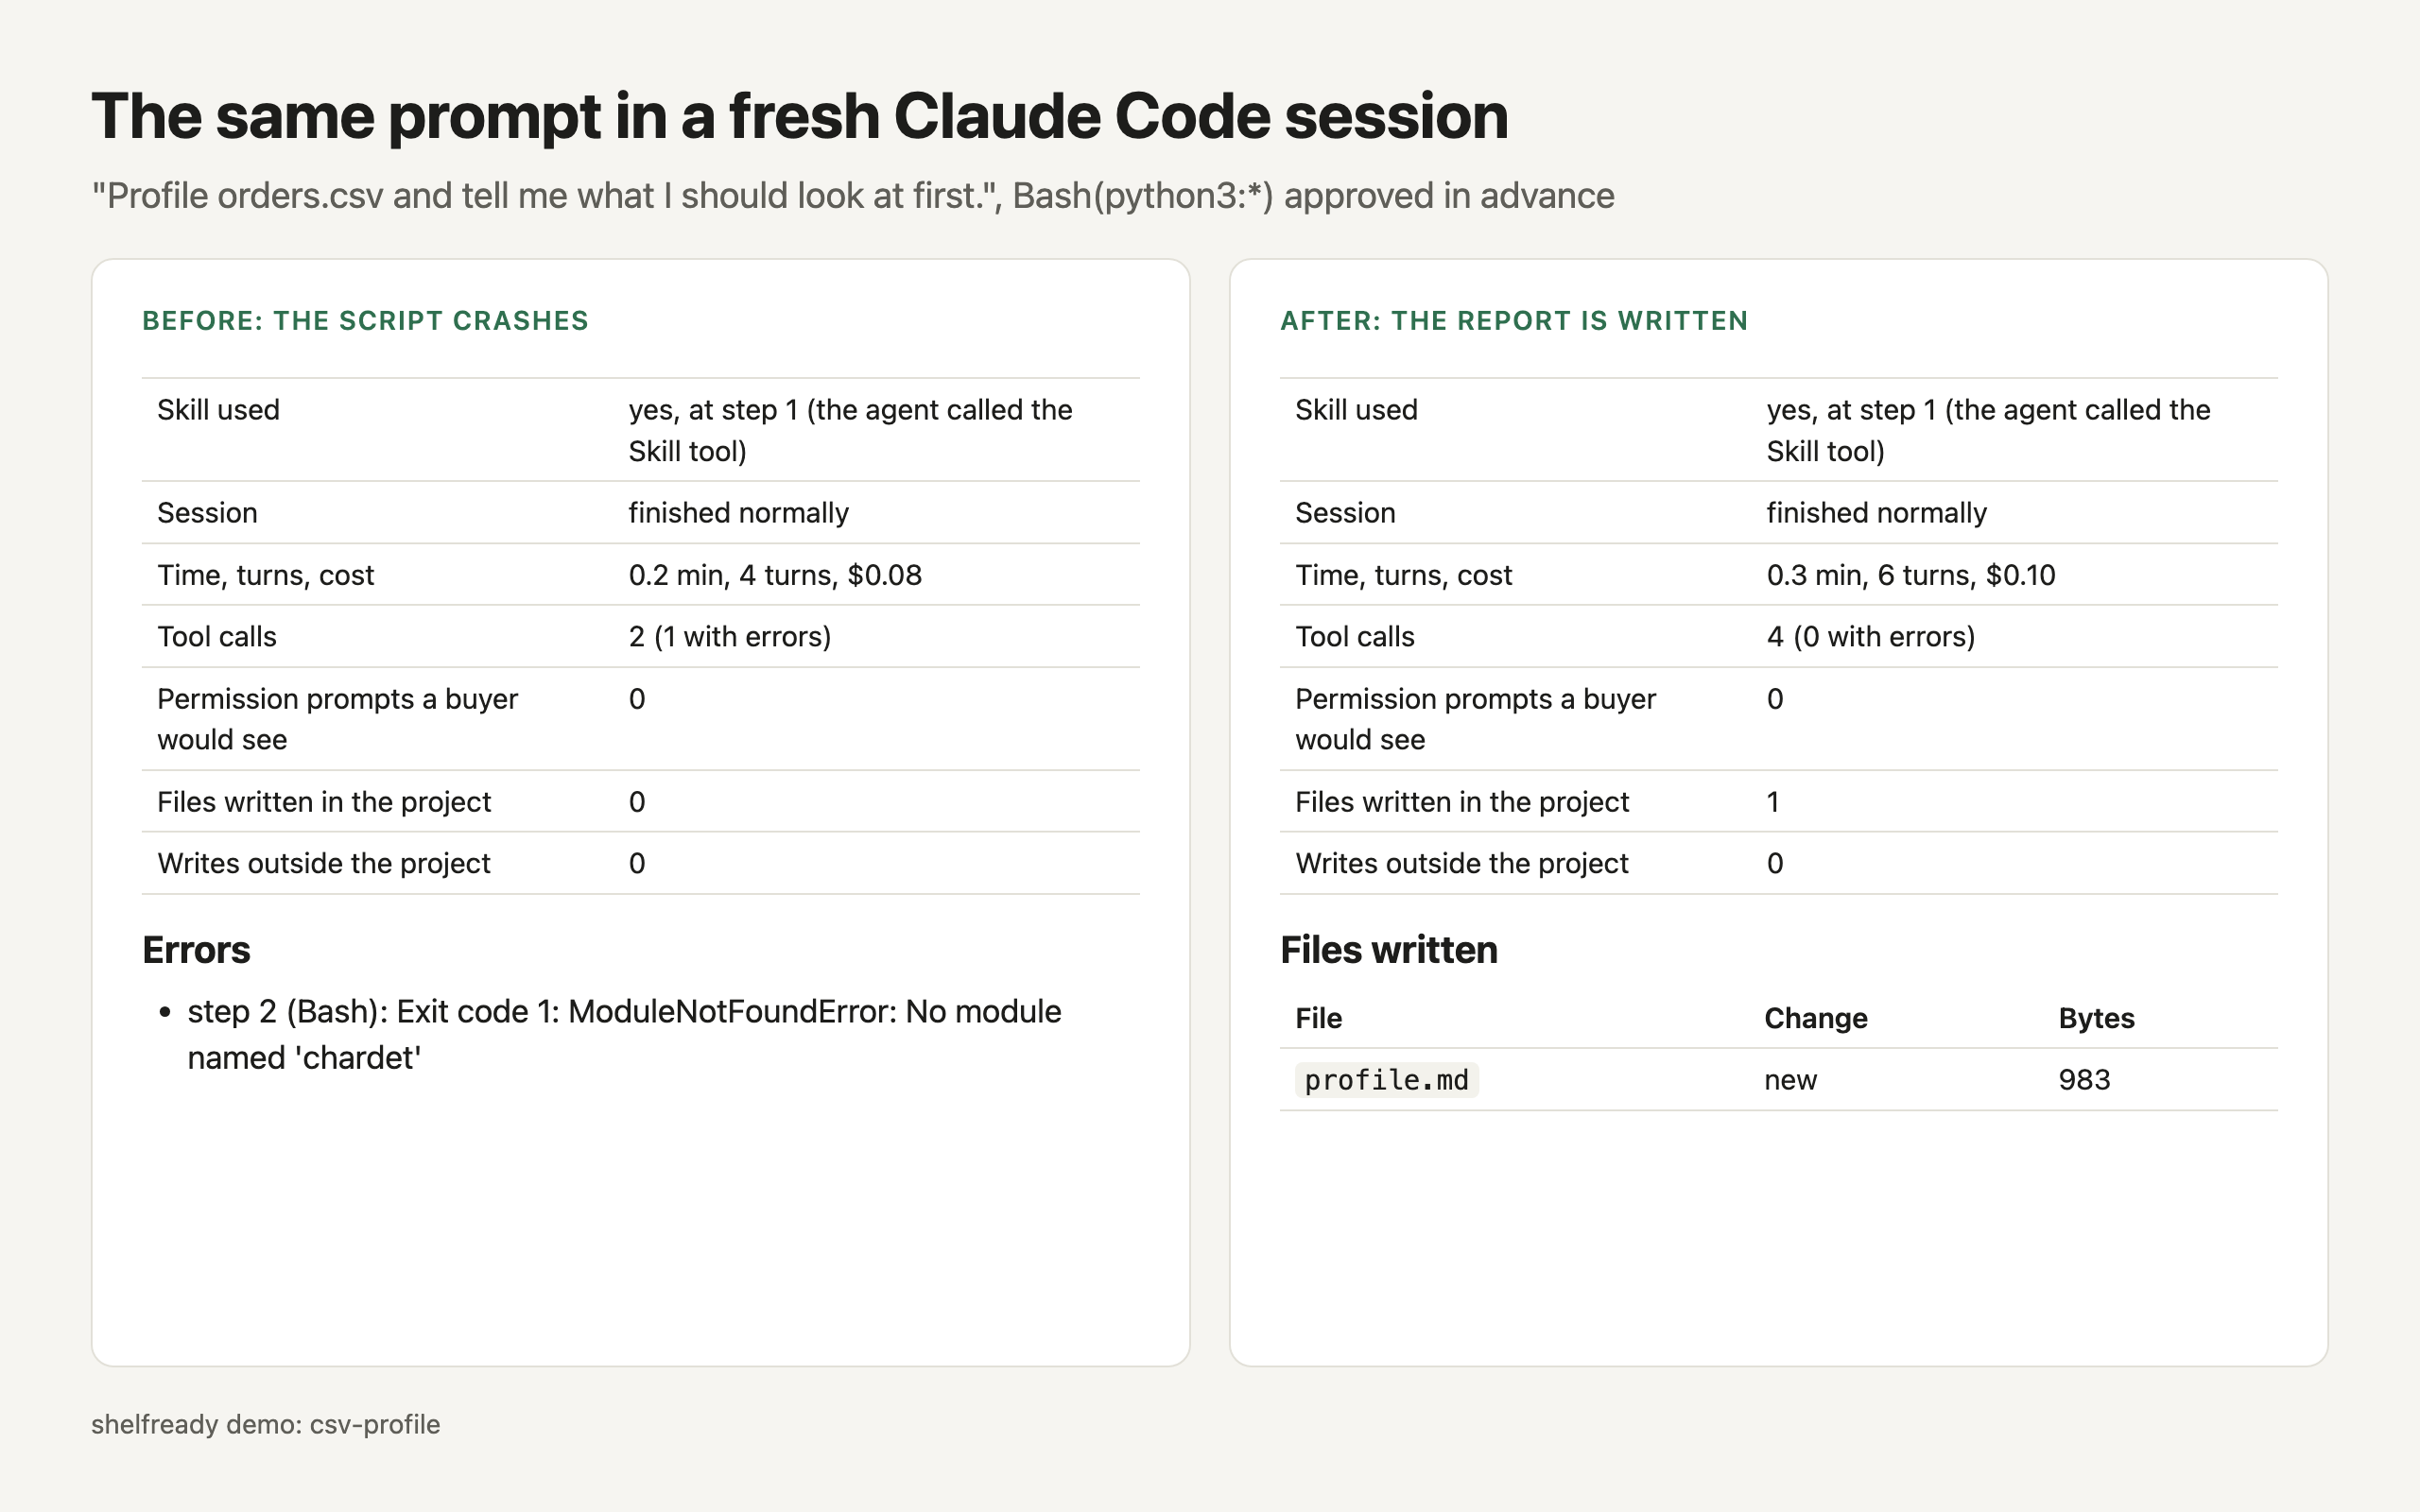 The same prompt in a fresh Claude Code session
"Profile orders.csv and tell me what I should look at first.", Bash(python3:*) approved in advance
BEFORE: THE SCRIPT CRASHES
Skill used
yes, at step 1 (the agent called the
Skill tool)
Session
finished normally
Time, turns, cost
0.2 min, 4 turns, $0.08
Tool calls
2 (1 with errors)
Permission prompts a buyer
would see
0
Files written in the project
0
Writes outside the project
0
Errors
• step 2 (Bash): Exit code 1: ModuleNotFoundError: No module
named 'chardet'
AFTER: THE REPORT IS WRITTEN
Skill used
yes, at step 1 (the agent called the
Skill tool)
Session
finished normally
Time, turns, cost
0.3 min, 6 turns, $0.10
Tool calls
4 (0 with errors)
Permission prompts a buyer
would see
0
Files written in the project
1
Writes outside the project
0
Files written
File Change Bytes
profile.md new 983
shelfready demo: csv-profile